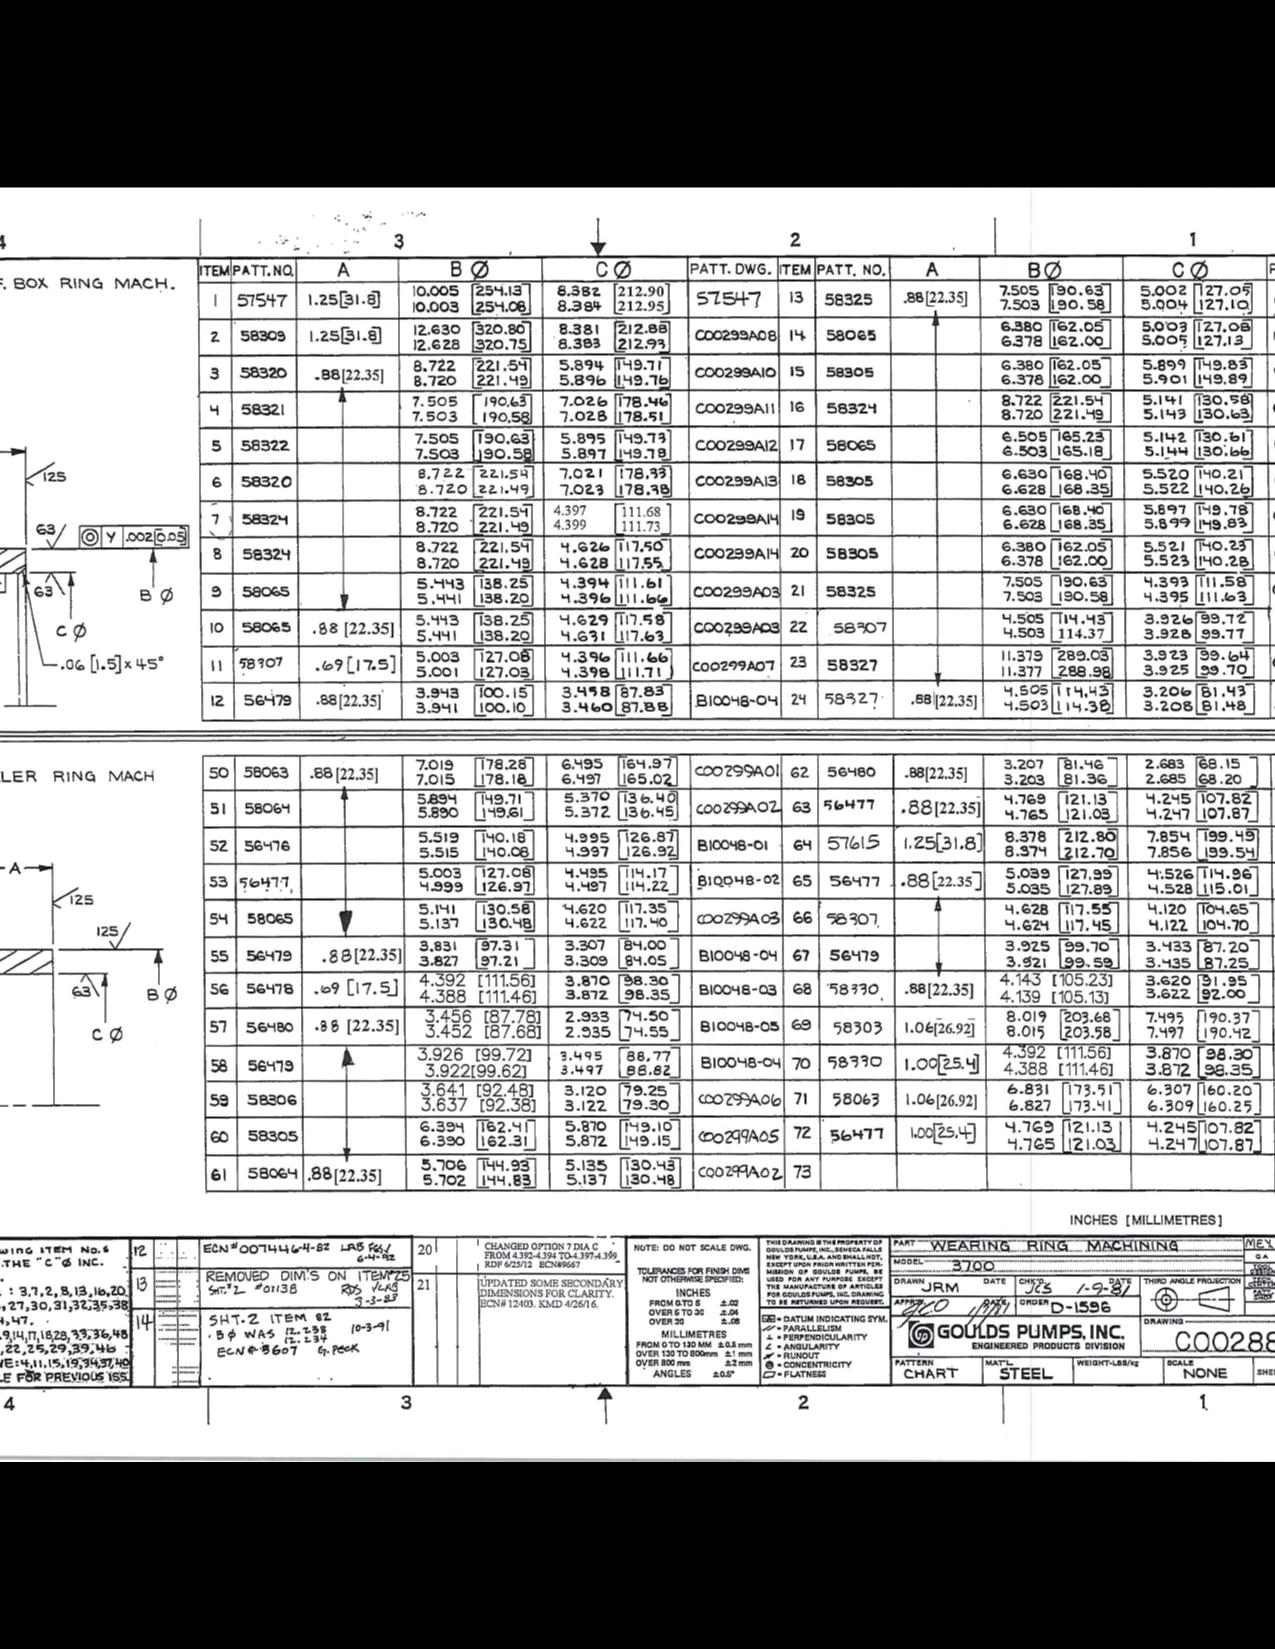 4 3 2 1
F. BOX RING MACH.
ITEM PATT. NO. A B Ø C Ø PATT. DWG. ITEM PATT. NO. A B Ø C Ø
1 57547 1.25[31.8] 10.005 [254.13] 8.382 [212.90] 57547 13 58325 .88[22.35] 7.505 [190.63] 5.002 [127.05]
10.003 [254.08] 8.384 [212.95] 7.503 [190.58] 5.004 [127.10]
2 58309 1.25[31.8] 12.630 [320.80] 8.381 [212.88] C00299A08 14 58065 6.380 [162.05] 5.003 [127.08]
12.628 [320.75] 8.383 [212.93] 6.378 [162.00] 5.005 [127.13]
3 58320 .88[22.35] 8.722 [221.54] 5.894 [149.71] C00299A10 15 58305 6.380 [162.05] 5.899 [149.83]
8.720 [221.49] 5.896 [149.76] 6.378 [162.00] 5.901 [149.89]
4 58321 7.505 [190.63] 7.026 [178.46] C00299A11 16 58324 8.722 [221.54] 5.141 [130.58]
7.503 [190.58] 7.028 [178.51] 8.720 [221.49] 5.143 [130.63]
5 58322 7.505 [190.63] 5.895 [149.73] C00299A12 17 58065 6.505 [165.23] 5.142 [130.61]
7.503 [190.58] 5.897 [149.78] 6.503 [165.18] 5.144 [130.66]
125
6 58320 8.722 [221.54] 7.021 [178.33] C00299A13 18 58305 6.630 [168.40] 5.520 [140.21]
8.720 [221.49] 7.023 [178.38] 6.628 [168.35] 5.522 [140.26]
7 58324 8.722 [221.54] 4.397 [111.68] C00299A14 19 58305 6.630 [168.40] 5.897 [149.78]
8.720 [221.49] 4.399 [111.73] 6.628 [168.35] 5.899 [149.83]
63 ◎ Y .002[0.05]
8 58324 8.722 [221.54] 4.626 [117.50] C00299A14 20 58305 6.380 [162.05] 5.521 [140.23]
8.720 [221.49] 4.628 [117.55] 6.378 [162.00] 5.523 [140.28]
63 B Ø
9 58065 5.443 [138.25] 4.394 [111.61] C00299A03 21 58325 7.505 [190.63] 4.393 [111.58]
5.441 [138.20] 4.396 [111.66] 7.503 [190.58] 4.395 [111.63]
C Ø
10 58065 .88 [22.35] 5.443 [138.25] 4.629 [117.58] C00299A03 22 58307 4.505 [114.43] 3.926 [99.72]
5.441 [138.20] 4.631 [117.63] 4.503 [114.37] 3.928 [99.77]
.06 [1.5] x 45°
11 58307 .69 [17.5] 5.003 [127.08] 4.396 [111.66] C00299A07 23 58327 11.379 [289.03] 3.923 [99.64]
5.001 [127.03] 4.398 [111.71] 11.377 [288.98] 3.925 [99.70]
12 56479 .88[22.35] 3.943 [100.15] 3.458 [87.83] B10048-04 24 58327 .88[22.35] 4.505 [114.43] 3.206 [81.43]
3.941 [100.10] 3.460 [87.88] 4.503 [114.38] 3.208 [81.48]
LLER RING MACH
50 58063 .88[22.35] 7.019 [178.28] 6.495 [164.97] C00299A01 62 56480 .88[22.35] 3.207 [81.46] 2.683 [68.15]
7.015 [178.18] 6.497 [165.02] 3.203 [81.36] 2.685 [68.20]
51 58064 5.894 [149.71] 5.370 [136.40] C00299A02 63 56477 .88[22.35] 4.769 [121.13] 4.245 [107.82]
5.890 [149.61] 5.372 [136.45] 4.765 [121.03] 4.247 [107.87]
52 56476 5.519 [140.18] 4.995 [126.87] B10048-01 64 57615 1.25[31.8] 8.378 [212.80] 7.854 [199.49]
5.515 [140.08] 4.997 [126.92] 8.374 [212.70] 7.856 [199.54]
A
53 56477 5.003 [127.08] 4.495 [114.17] B10048-02 65 56477 .88[22.35] 5.039 [127.99] 4.526 [114.96]
4.999 [126.97] 4.497 [114.22] 5.035 [127.89] 4.528 [115.01]
125
54 58065 5.141 [130.58] 4.620 [117.35] C00299A03 66 58307 4.628 [117.55] 4.120 [104.65]
5.137 [130.48] 4.622 [117.40] 4.624 [117.45] 4.122 [104.70]
125
55 56479 .88[22.35] 3.831 [97.31] 3.307 [84.00] B10048-04 67 56479 3.925 [99.70] 3.433 [87.20]
3.827 [97.21] 3.309 [84.05] 3.921 [99.59] 3.435 [87.25]
63 B Ø
56 56478 .69 [17.5] 4.392 [111.56] 3.870 [98.30] B10048-03 68 58330 .88[22.35] 4.143 [105.23] 3.620 [91.95]
4.388 [111.46] 3.872 [98.35] 4.139 [105.13] 3.622 [92.00]
C Ø
57 56480 .88 [22.35] 3.456 [87.78] 2.933 [74.50] B10048-05 69 58303 1.06[26.92] 8.019 [203.68] 7.495 [190.37]
3.452 [87.68] 2.935 [74.55] 8.015 [203.58] 7.497 [190.42]
58 56479 3.926 [99.72] 3.495 [88.77] B10048-04 70 58330 1.00[25.4] 4.392 [111.56] 3.870 [98.30]
3.922[99.62] 3.497 [88.82] 4.388 [111.46] 3.872 [98.35]
59 58306 3.641 [92.48] 3.120 [79.25] C00299A06 71 58063 1.06[26.92] 6.831 [173.51] 6.307 [160.20]
3.637 [92.38] 3.122 [79.30] 6.827 [173.41] 6.309 [160.25]
60 58305 6.394 [162.41] 5.870 [149.10] C00299A05 72 56477 1.00[25.4] 4.769 [121.13] 4.245 [107.82]
6.390 [162.31] 5.872 [149.15] 4.765 [121.03] 4.247 [107.87]
61 58064 .88[22.35] 5.706 [144.93] 5.135 [130.43] C00299A02 73
5.702 [144.83] 5.137 [130.48]
INCHES [MILLIMETRES]
WING ITEM NO.6
THE "C" Ø INC.
: 3,7,2,8,13,16,20
,27,30,31,32,35,38
,47.
9,14,17,18,28,33,36,48
,22,25,29,39,46
VE:4,11,15,19,34,37,40
LE FOR PREVIOUS ISS.
12 ECN# 007446-4-82
6-4-82
13 REMOVED DIM'S ON ITEM 25
SHT.2 #01138 RDS
3-3-88
14 SHT. 2 ITEM 82
B Ø WAS 12.238
12.234 10-3-91
ECN# 8607 G. PECK
20 CHANGED OPTION 7 DIA C
FROM 4.392-4.394 TO 4.397-4.399
RDF 6/25/12 ECN#9667
21 UPDATED SOME SECONDARY
DIMENSIONS FOR CLARITY.
ECN# 12403. KMD 4/26/16.
NOTE: DO NOT SCALE DWG.
TOLERANCES FOR FINISH DIMS
NOT OTHERWISE SPECIFIED:
INCHES
FROM 0 TO 6 ±.02
OVER 6 TO 30 ±.04
OVER 30 ±.08
MILLIMETRES
FROM 0 TO 130 MM ±0.5 mm
OVER 130 TO 800mm ±1 mm
OVER 800 mm ±2 mm
ANGLES ±0.5°
THIS DRAWING IS THE PROPERTY OF
GOULDS PUMPS, INC., SENECA FALLS
NEW YORK, U.S.A. AND SHALL NOT,
EXCEPT UPON PRIOR WRITTEN PER-
MISSION OF GOULDS PUMPS, BE
USED FOR ANY PURPOSE EXCEPT
THE MANUFACTURE OF ARTICLES
FOR GOULDS PUMPS, INC. DRAWING
TO BE RETURNED UPON REQUEST.
= DATUM INDICATING SYM.
= PARALLELISM
⊥ = PERPENDICULARITY
∠ = ANGULARITY
= RUNOUT
◎ = CONCENTRICITY
= FLATNESS
PART WEARING RING MACHINING
MODEL 3700
DRAWN JRM DATE CHK'D. JCS DATE 1-9-81
THIRD ANGLE PROJECTION
DATE ORDER D-1596
GOULDS PUMPS, INC.
ENGINEERED PRODUCTS DIVISION
DRAWING C00288
PATTERN CHART MAT'L STEEL WEIGHT-LBS/kg SCALE NONE SHE
4 3 2 1